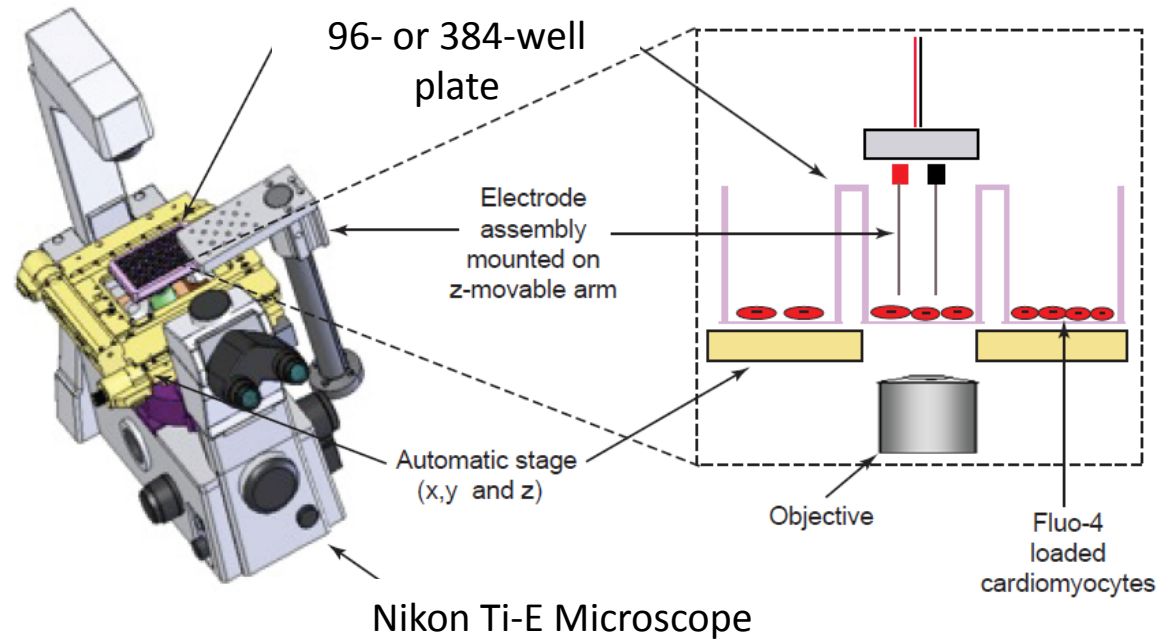 96- or 384-well
plate
Electrode
assembly
mounted on
z-movable arm
Automatic stage
(x,y and z)
Objective
Fluo-4
loaded
cardiomyocytes
Nikon Ti-E Microscope